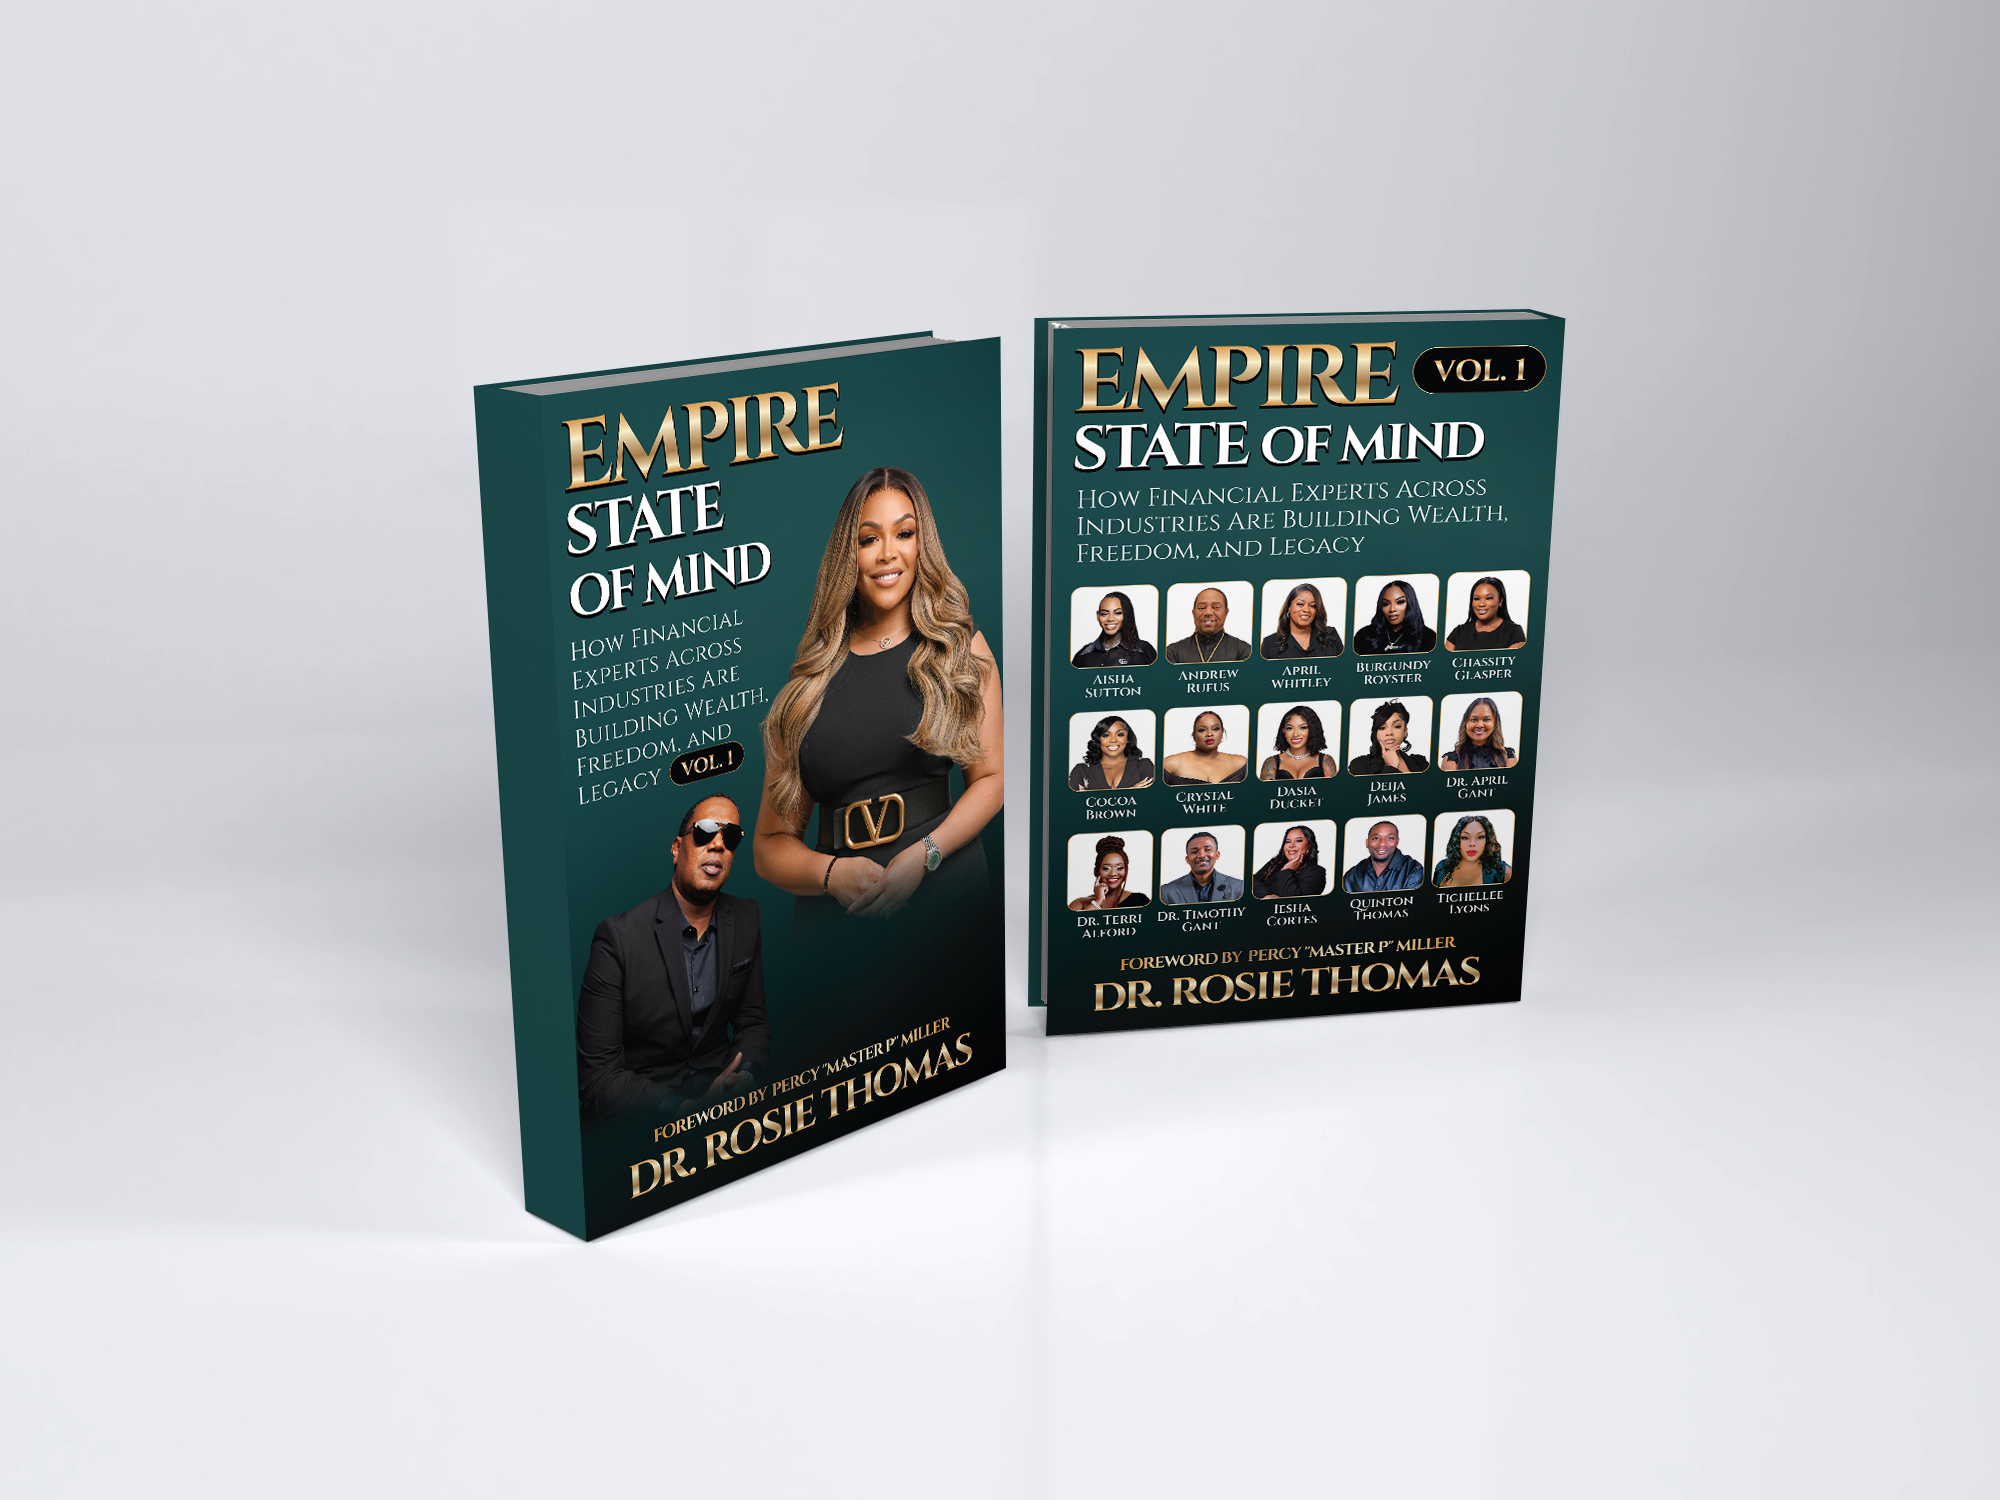 EMPIRE
STATE
OF MIND
HOW FINANCIAL
EXPERTS ACROSS
INDUSTRIES ARE
BUILDING WEALTH,
FREEDOM, AND
LEGACY VOL. 1
FOREWORD BY PERCY "MASTER P" MILLER
DR. ROSIE THOMAS
EMPIRE VOL. 1
STATE OF MIND
HOW FINANCIAL EXPERTS ACROSS
INDUSTRIES ARE BUILDING WEALTH,
FREEDOM, AND LEGACY
AISHA
SUTTON
ANDREW
RUFUS
APRIL
WHITLEY
BURGUNDY
ROYSTER
CHASSITY
GLASPER
COCOA
BROWN
CRYSTAL
WHITE
DASIA
DUCKET
DEIJA
JAMES
DR. APRIL
GANT
DR. TERRI
ALFORD
DR. TIMOTHY
GANT
IESHA
CORTES
QUINTON
THOMAS
TICHELLEE
LYONS
FOREWORD BY PERCY "MASTER P" MILLER
DR. ROSIE THOMAS